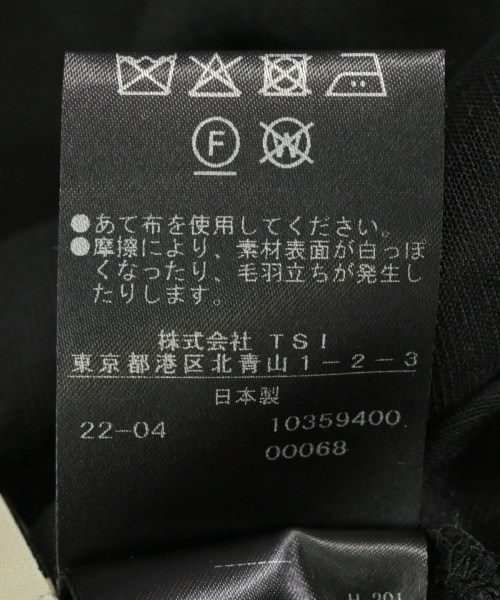 F
W
●あて布を使用してください。
●摩擦により、素材表面が白っぽ
くなったり、毛羽立ちが発生し
たりします。
株式会社 TSI
東京都港区北青山1-2-3
日本製
22-04 10359400
00068